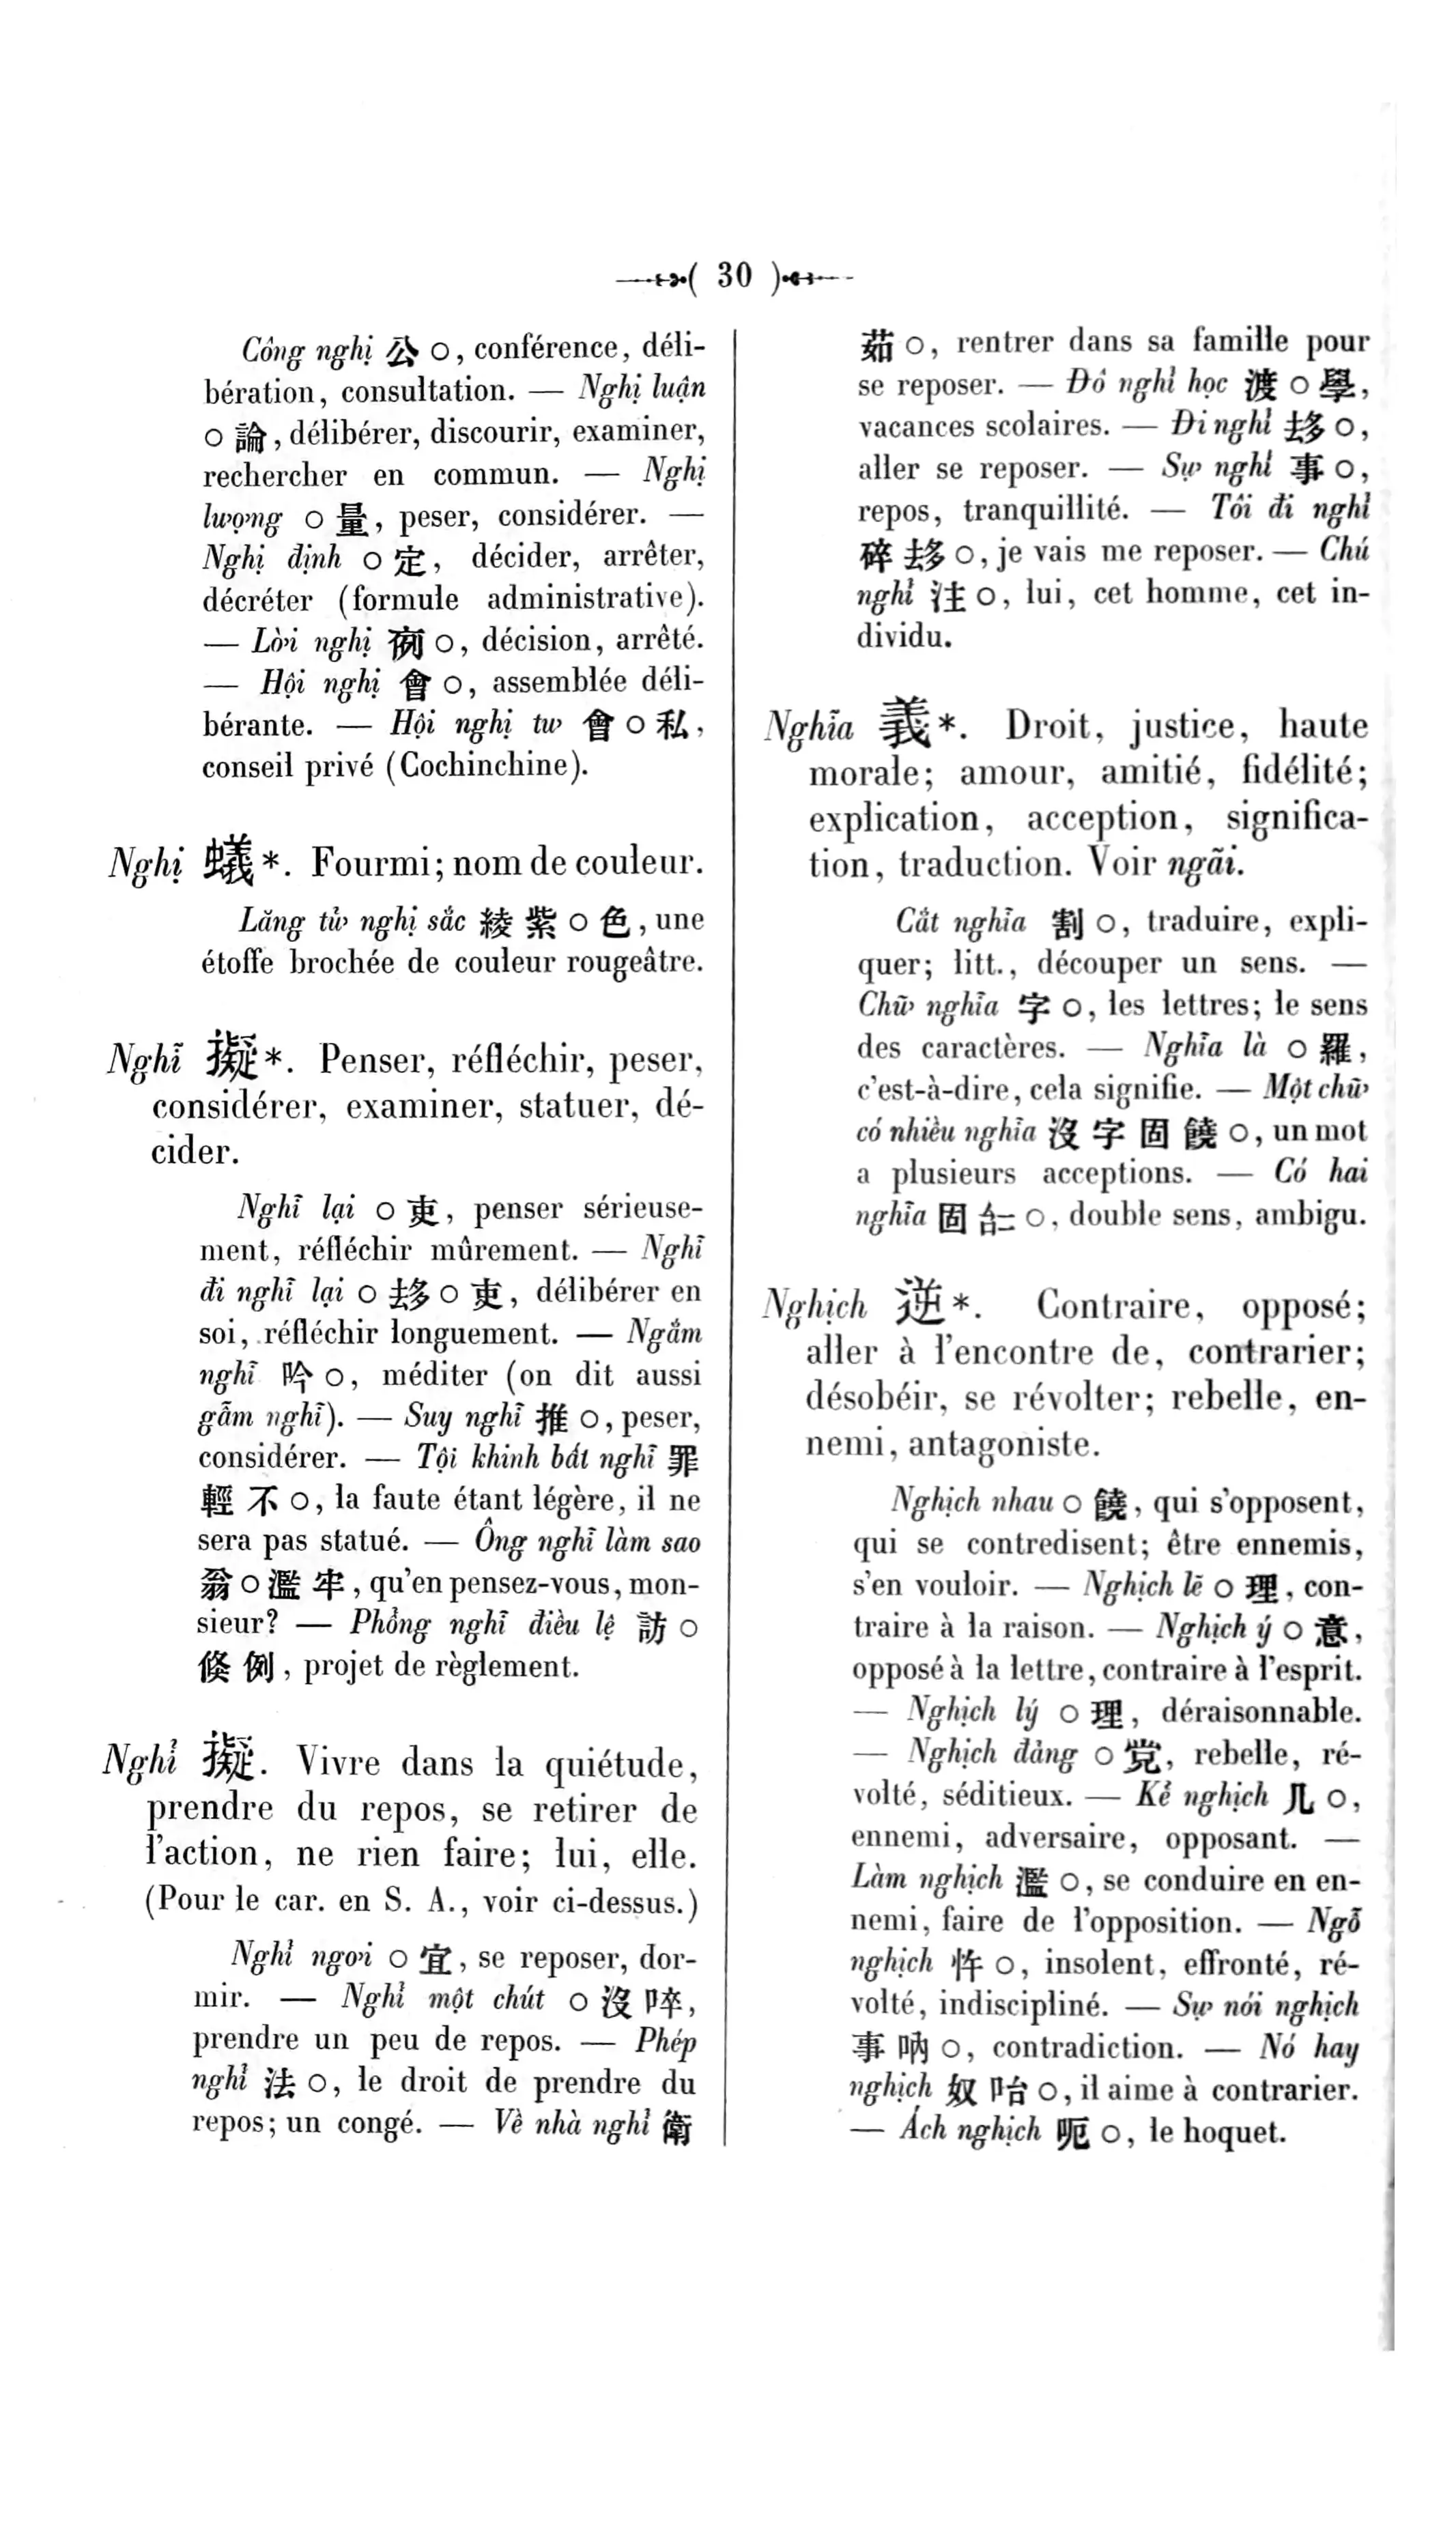 ( 30 )
Công nghị 公 ○, conférence, déli-
bération, consultation. — Nghị luận
○ 論, délibérer, discourir, examiner,
rechercher en commun. — Nghị
lượng ○ 量, peser, considérer. —
Nghị định ○ 定, décider, arrêter,
décréter (formule administrative).
— Lời nghị ○, décision, arrêté.
— Hội nghị 會 ○, assemblée déli-
bérante. — Hội nghị tư 會 ○ 私,
conseil privé (Cochinchine).
Nghị 蟻*. Fourmi; nom de couleur.
Lăng tử nghị sắc 綾 紫 ○ 色, une
étoffe brochée de couleur rougeâtre.
Nghĩ 擬*. Penser, réfléchir, peser,
considérer, examiner, statuer, dé-
cider.
Nghĩ lại ○ 吏, penser sérieuse-
ment, réfléchir mûrement. — Nghĩ
đi nghĩ lại ○ 𠫾 ○ 吏, délibérer en
soi, réfléchir longuement. — Ngắm
nghĩ 吟 ○, méditer (on dit aussi
gẫm nghĩ). — Suy nghĩ 推 ○, peser,
considérer. — Tội khinh bất nghĩ 罪
輕 不 ○, la faute étant légère, il ne
sera pas statué. — Ông nghĩ làm sao
翁 ○ 濫 牢, qu'en pensez-vous, mon-
sieur? — Phỏng nghĩ điều lệ 訪 ○
條 例, projet de règlement.
Nghỉ 擬. Vivre dans la quiétude,
prendre du repos, se retirer de
l'action, ne rien faire; lui, elle.
(Pour le car. en S. A., voir ci-dessus.)
Nghỉ ngơi ○ 宜, se reposer, dor-
mir. — Nghỉ một chút ○ 沒 啐,
prendre un peu de repos. — Phép
nghỉ 法 ○, le droit de prendre du
repos; un congé. — Về nhà nghỉ 衛
茹 ○, rentrer dans sa famille pour
se reposer. — Đô nghỉ học 渡 ○ 學,
vacances scolaires. — Đi nghỉ 𠫾 ○,
aller se reposer. — Sự nghỉ 事 ○,
repos, tranquillité. — Tôi đi nghỉ
碎 𠫾 ○, je vais me reposer. — Chú
nghỉ 注 ○, lui, cet homme, cet in-
dividu.
Nghĩa 義*. Droit, justice, haute
morale; amour, amitié, fidélité;
explication, acception, significa-
tion, traduction. Voir ngãi.
Cắt nghĩa 割 ○, traduire, expli-
quer; litt., découper un sens. —
Chữ nghĩa 字 ○, les lettres; le sens
des caractères. — Nghĩa là ○ 羅,
c'est-à-dire, cela signifie. — Một chữ
có nhiều nghĩa 沒 字 固 饒 ○, un mot
a plusieurs acceptions. — Có hai
nghĩa 固 𠄩 ○, double sens, ambigu.
Nghịch 逆*. Contraire, opposé;
aller à l'encontre de, contrarier;
désobéir, se révolter; rebelle, en-
nemi, antagoniste.
Nghịch nhau ○ 饒, qui s'opposent,
qui se contredisent; être ennemis,
s'en vouloir. — Nghịch lẽ ○ 理, con-
traire à la raison. — Nghịch ý ○ 意,
opposé à la lettre, contraire à l'esprit.
— Nghịch lý ○ 理, déraisonnable.
— Nghịch đảng ○ 党, rebelle, ré-
volté, séditieux. — Kẻ nghịch 几 ○,
ennemi, adversaire, opposant. —
Làm nghịch 濫 ○, se conduire en en-
nemi, faire de l'opposition. — Ngỗ
nghịch 忤 ○, insolent, effronté, ré-
volté, indiscipliné. — Sự nói nghịch
事 吶 ○, contradiction. — Nó hay
nghịch 奴 咍 ○, il aime à contrarier.
— Ách nghịch 呃 ○, le hoquet.